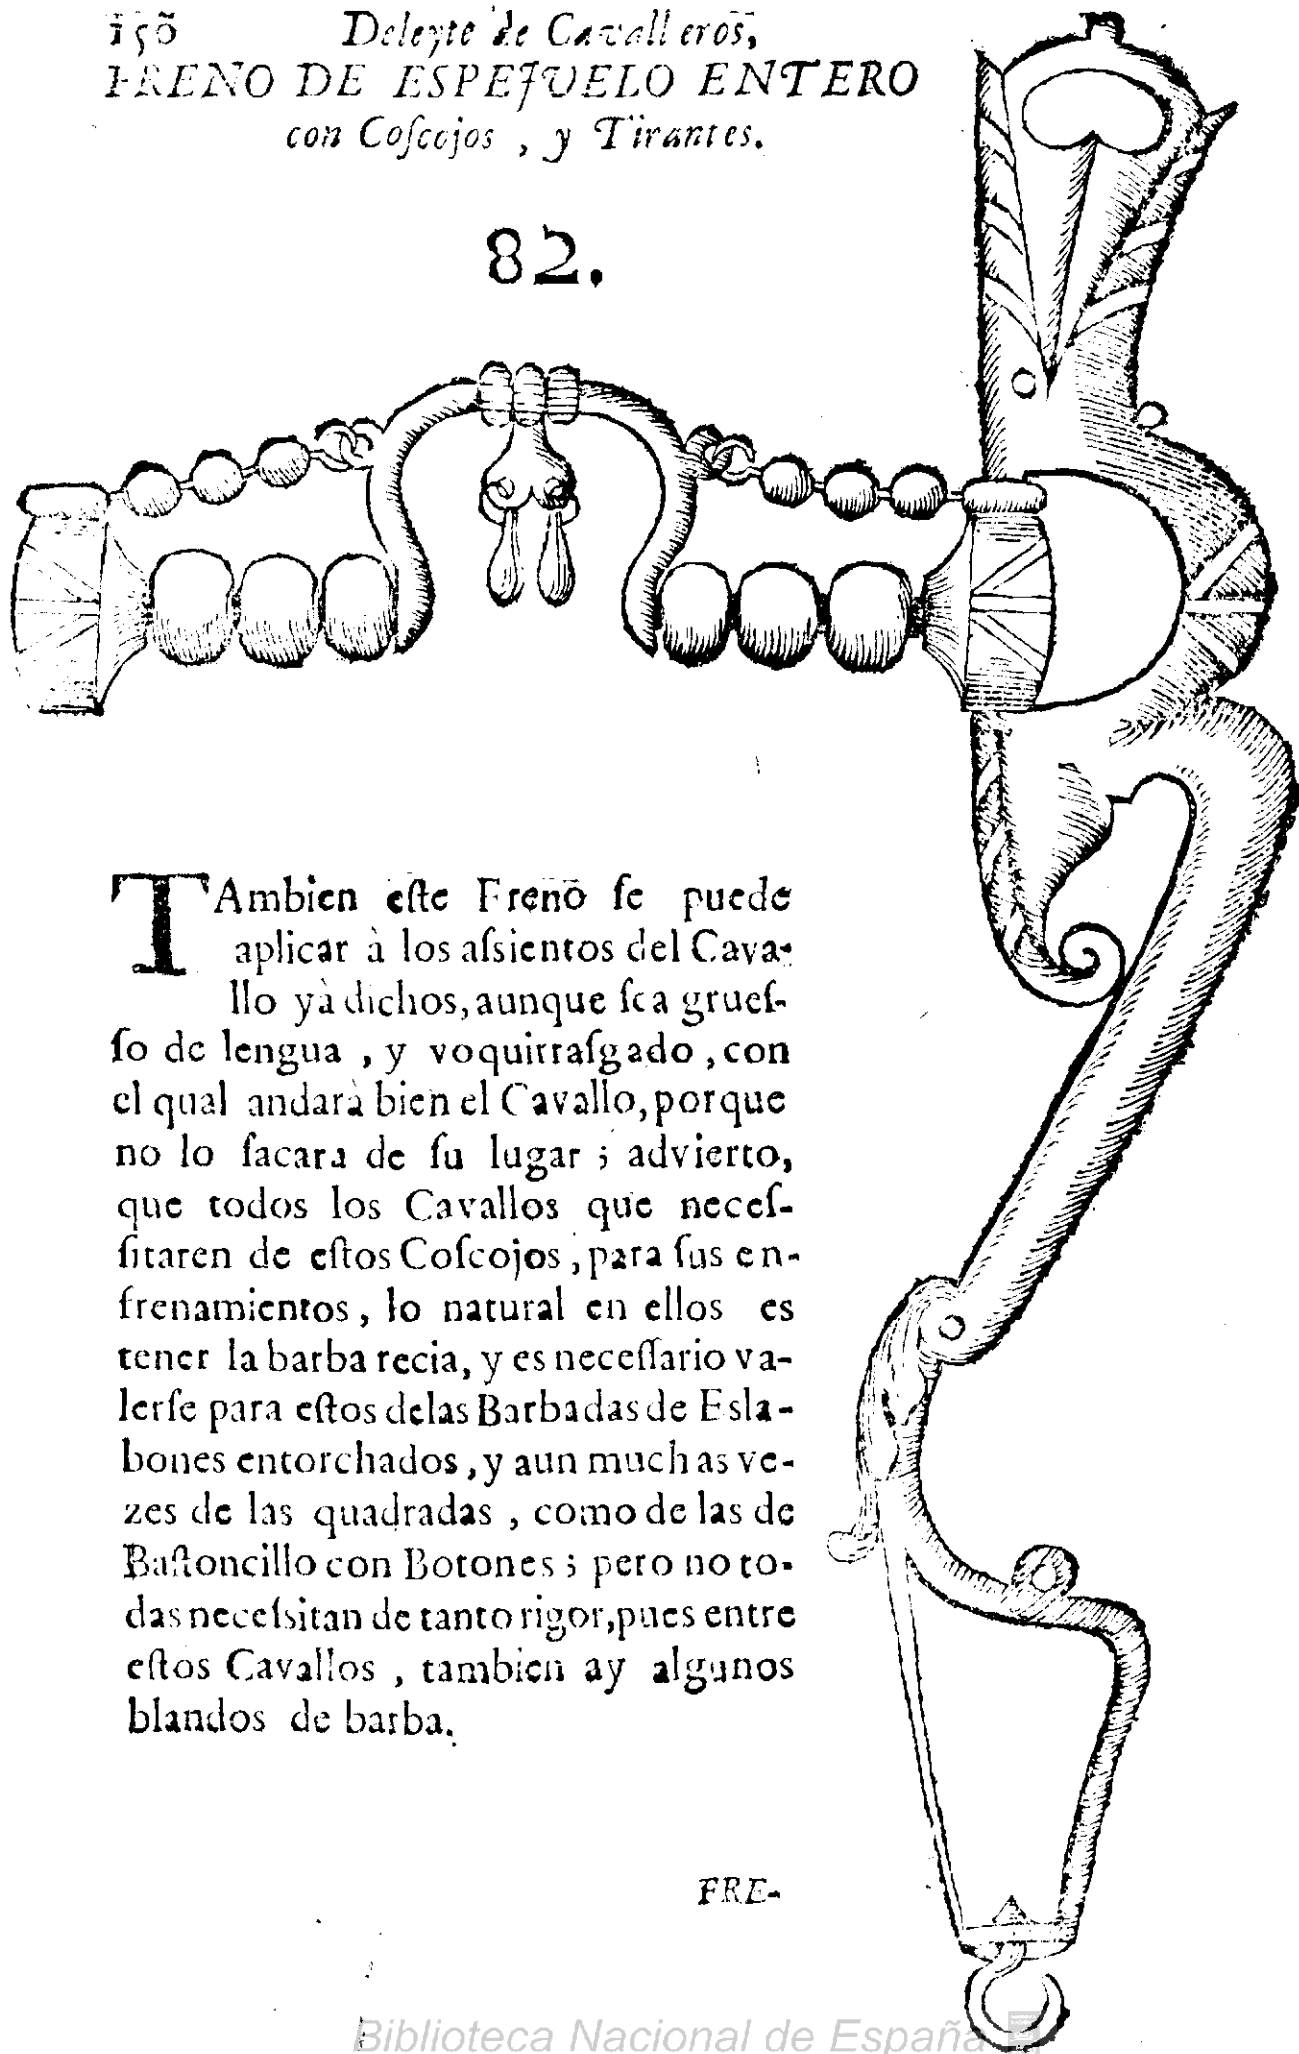 150 Deleyte de Cavalleros,
FRENO DE ESPEJUELO ENTERO
con Coſcojos , y Tirantes.
82.
TAmbien eſte Freno ſe puede
aplicar à los aſsientos del Cava-
llo yà dichos, aunque ſea grueſ-
ſo de lengua , y voquirraſgado , con
el qual andarà bien el Cavallo, porque
no lo ſacara de ſu lugar ; advierto,
que todos los Cavallos que neceſ-
ſitaren de eſtos Coſcojos , para ſus en-
frenamientos, lo natural en ellos es
tener la barba recia, y es neceſſario va-
lerſe para eſtos delas Barbadas de Esla-
bones entorchados , y aun muchas ve-
zes de las quadradas , como de las de
Baſtoncillo con Botones ; pero no to-
das neceſsitan de tanto rigor, pues entre
eſtos Cavallos , tambien ay algunos
blandos de barba.
FRE-
Biblioteca Nacional de España